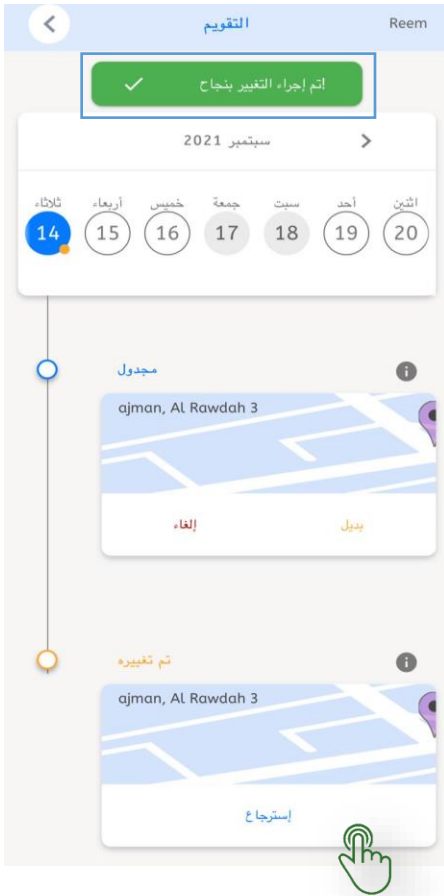 التقويم
Reem
!تم إجراء التغيير بنجاح
سبتمبر 2021
ثلاثاء أربعاء خميس جمعة سبت أحد اثنين
14 15 16 17 18 19 20
مجدول
ajman, Al Rawdah 3
إلغاء
بديل
تم تغييره
ajman, Al Rawdah 3
إسترجاع